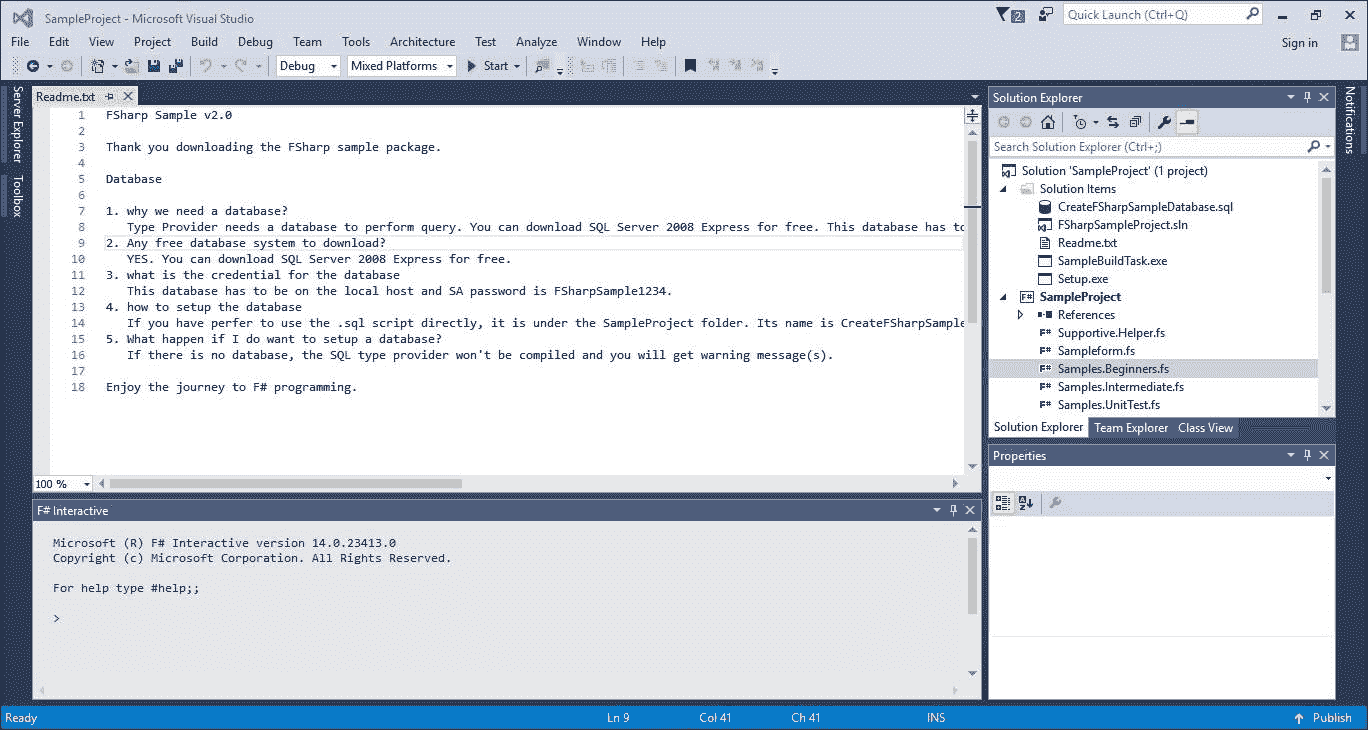 SampleProject - Microsoft Visual Studio
2
Quick Launch (Ctrl+Q)
File Edit View Project Build Debug Team Tools Architecture Test Analyze Window Help
Sign in
Debug Mixed Platforms Start
Server Explorer
Toolbox
Readme.txt
1 FSharp Sample v2.0
2
3 Thank you downloading the FSharp sample package.
4
5 Database
6
7 1. why we need a database?
8 Type Provider needs a database to perform query. You can download SQL Server 2008 Express for free. This database has to
9 2. Any free database system to download?
10 YES. You can download SQL Server 2008 Express for free.
11 3. what is the credential for the database
12 This database has to be on the local host and SA password is FSharpSample1234.
13 4. how to setup the database
14 If you have perfer to use the .sql script directly, it is under the SampleProject folder. Its name is CreateFSharpSample
15 5. What happen if I do want to setup a database?
16 If there is no database, the SQL type provider won't be compiled and you will get warning message(s).
17
18 Enjoy the journey to F# programming.
100 %
F# Interactive
Microsoft (R) F# Interactive version 14.0.23413.0
Copyright (c) Microsoft Corporation. All Rights Reserved.
For help type #help;;
>
Solution Explorer
Search Solution Explorer (Ctrl+;)
Solution 'SampleProject' (1 project)
Solution Items
CreateFSharpSampleDatabase.sql
FSharpSampleProject.sln
Readme.txt
SampleBuildTask.exe
Setup.exe
F# SampleProject
References
F# Supportive.Helper.fs
F# Sampleform.fs
F# Samples.Beginners.fs
F# Samples.Intermediate.fs
F# Samples.UnitTest.fs
Solution Explorer Team Explorer Class View
Properties
Notifications
Ready Ln 9 Col 41 Ch 41 INS Publish